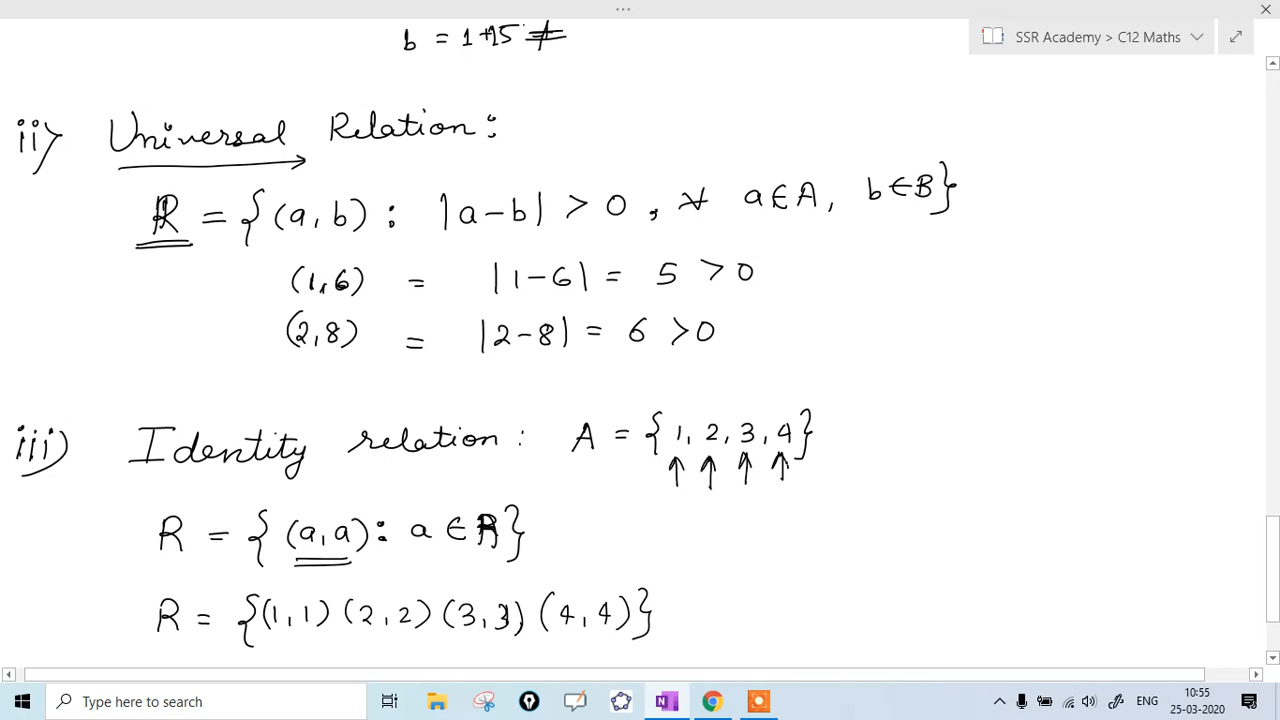 b = 1+15 ≠
SSR Academy > C12 Maths
ii) Universal Relation:
R = {(a, b) : |a-b| > 0, ∀ a∈A, b∈B}
(1,6) = |1-6| = 5 > 0
(2,8) = |2-8| = 6 >0
iii) Identity relation: A = {1, 2, 3, 4}
R = {(a,a): a ∈ A}
R = {(1,1) (2,2) (3,3) (4,4)}
Type here to search
10:55
25-03-2020